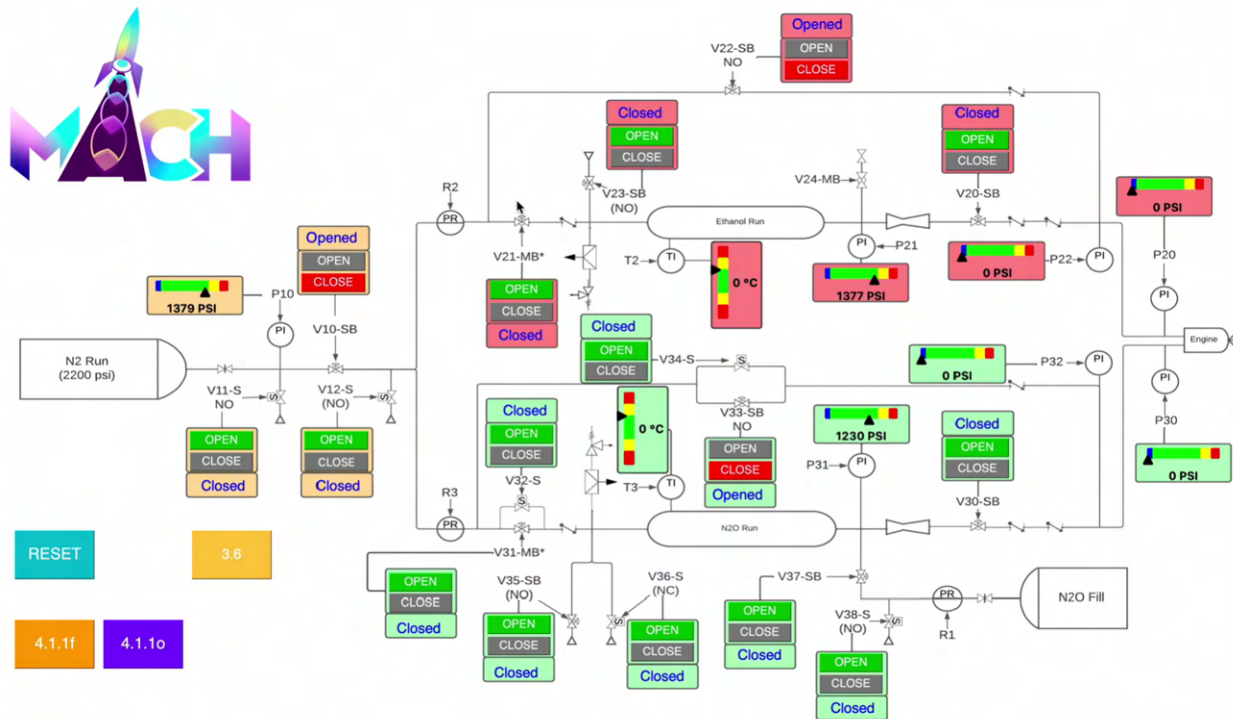 MACH
V22-SB
NO
Opened
OPEN
CLOSE
Closed
OPEN
CLOSE
V23-SB
(NO)
V24-MB
Closed
OPEN
CLOSE
V20-SB
R2
PR
Ethanol Run
0 PSI
P20
PI
Opened
OPEN
CLOSE
V10-SB
V21-MB*
OPEN
CLOSE
Closed
T2
TI
0 ºC
PI
P21
1377 PSI
0 PSI
P22
PI
1379 PSI
P10
PI
N2 Run
(2200 psi)
V11-S
NO
S
OPEN
CLOSE
Closed
V12-S
(NO)
S
OPEN
CLOSE
Closed
Closed
OPEN
CLOSE
V34-S
S
V33-SB
NO
OPEN
CLOSE
Opened
0 PSI
P32
PI
Engine
PI
P30
0 PSI
Closed
OPEN
CLOSE
V32-S
S
0 ºC
T3
TI
1230 PSI
P31
PI
Closed
OPEN
CLOSE
V30-SB
R3
PR
N2O Run
V31-MB*
OPEN
CLOSE
Closed
V35-SB
(NO)
OPEN
CLOSE
Closed
V36-S
(NC)
S
OPEN
CLOSE
Closed
V37-SB
OPEN
CLOSE
Closed
V38-S
(NO)
S
OPEN
CLOSE
Closed
PR
R1
N2O Fill
RESET
3.6
4.1.1f
4.1.1o